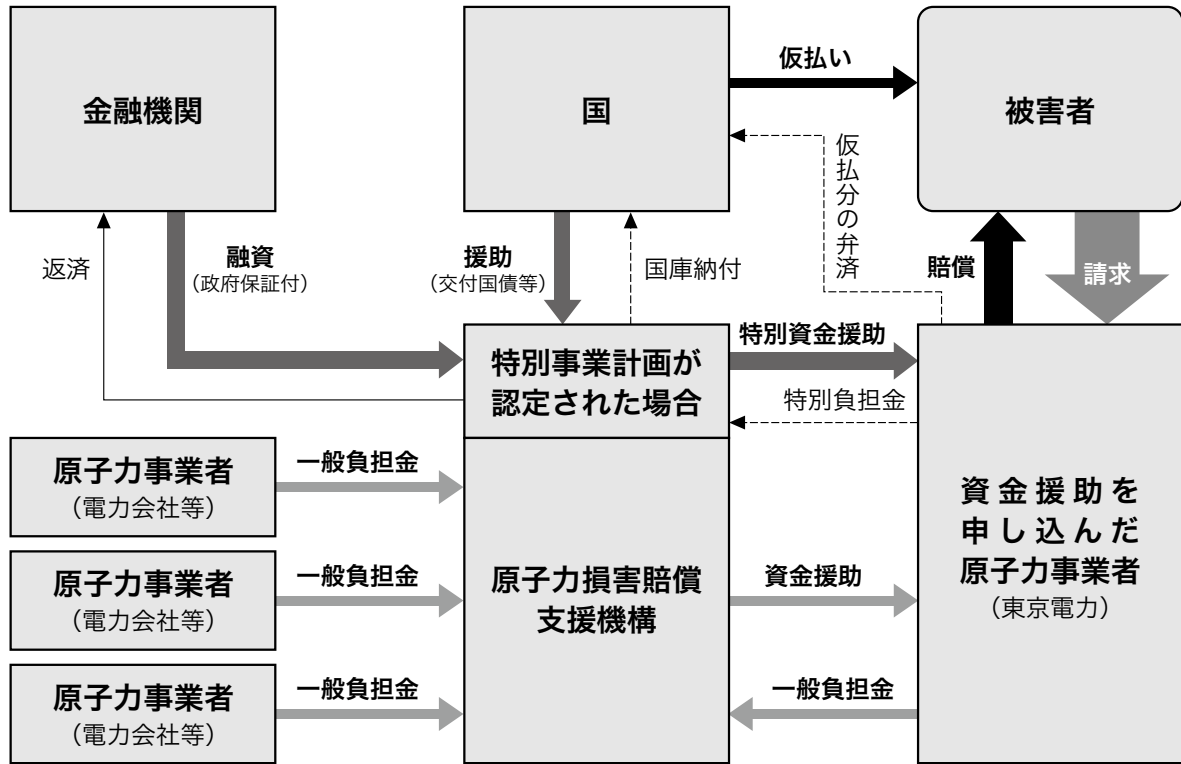 金融機関
国
仮払い
被害者
仮払分の弁済
返済
融資
（政府保証付）
援助
（交付国債等）
国庫納付
賠償
請求
特別事業計画が
認定された場合
特別資金援助
特別負担金
原子力事業者
（電力会社等）
一般負担金
原子力事業者
（電力会社等）
一般負担金
原子力事業者
（電力会社等）
一般負担金
原子力損害賠償
支援機構
資金援助
一般負担金
資金援助を
申し込んだ
原子力事業者
（東京電力）